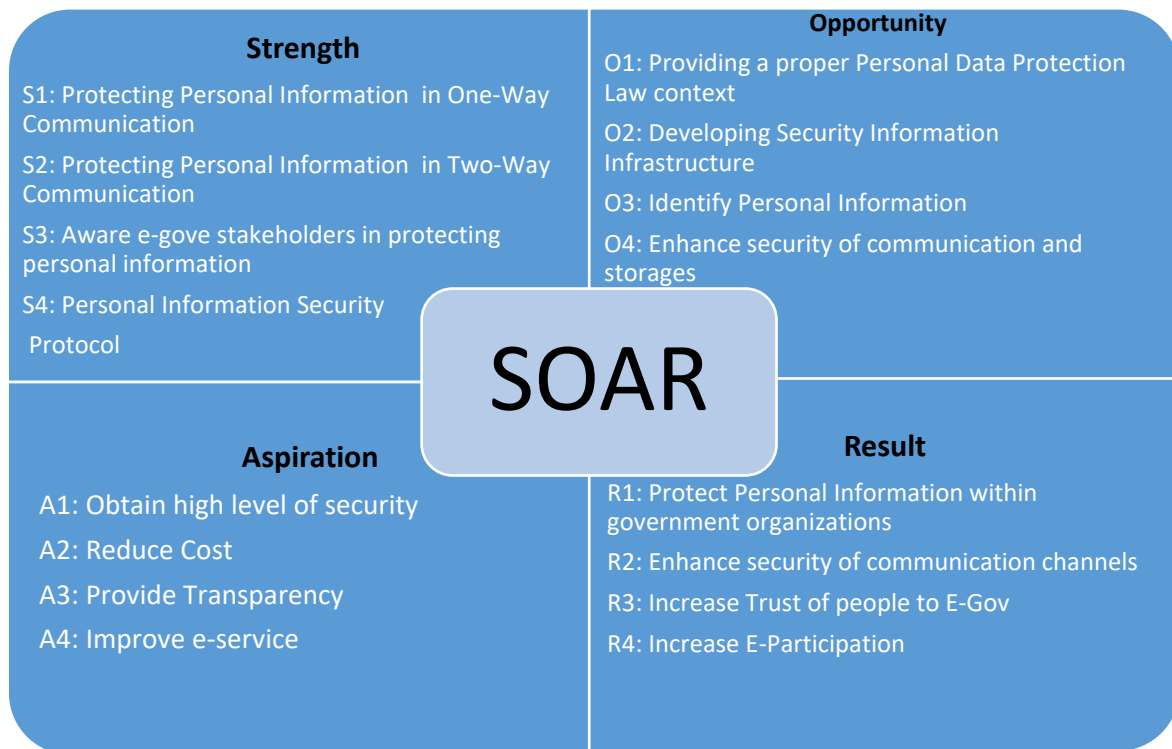 Strength
S1: Protecting Personal Information in One-Way
Communication
S2: Protecting Personal Information in Two-Way
Communication
S3: Aware e-gove stakeholders in protecting
personal information
S4: Personal Information Security
Protocol
Opportunity
O1: Providing a proper Personal Data Protection
Law context
O2: Developing Security Information
Infrastructure
O3: Identify Personal Information
O4: Enhance security of communication and
storages
SOAR
Aspiration
A1: Obtain high level of security
A2: Reduce Cost
A3: Provide Transparency
A4: Improve e-service
Result
R1: Protect Personal Information within
government organizations
R2: Enhance security of communication channels
R3: Increase Trust of people to E-Gov
R4: Increase E-Participation